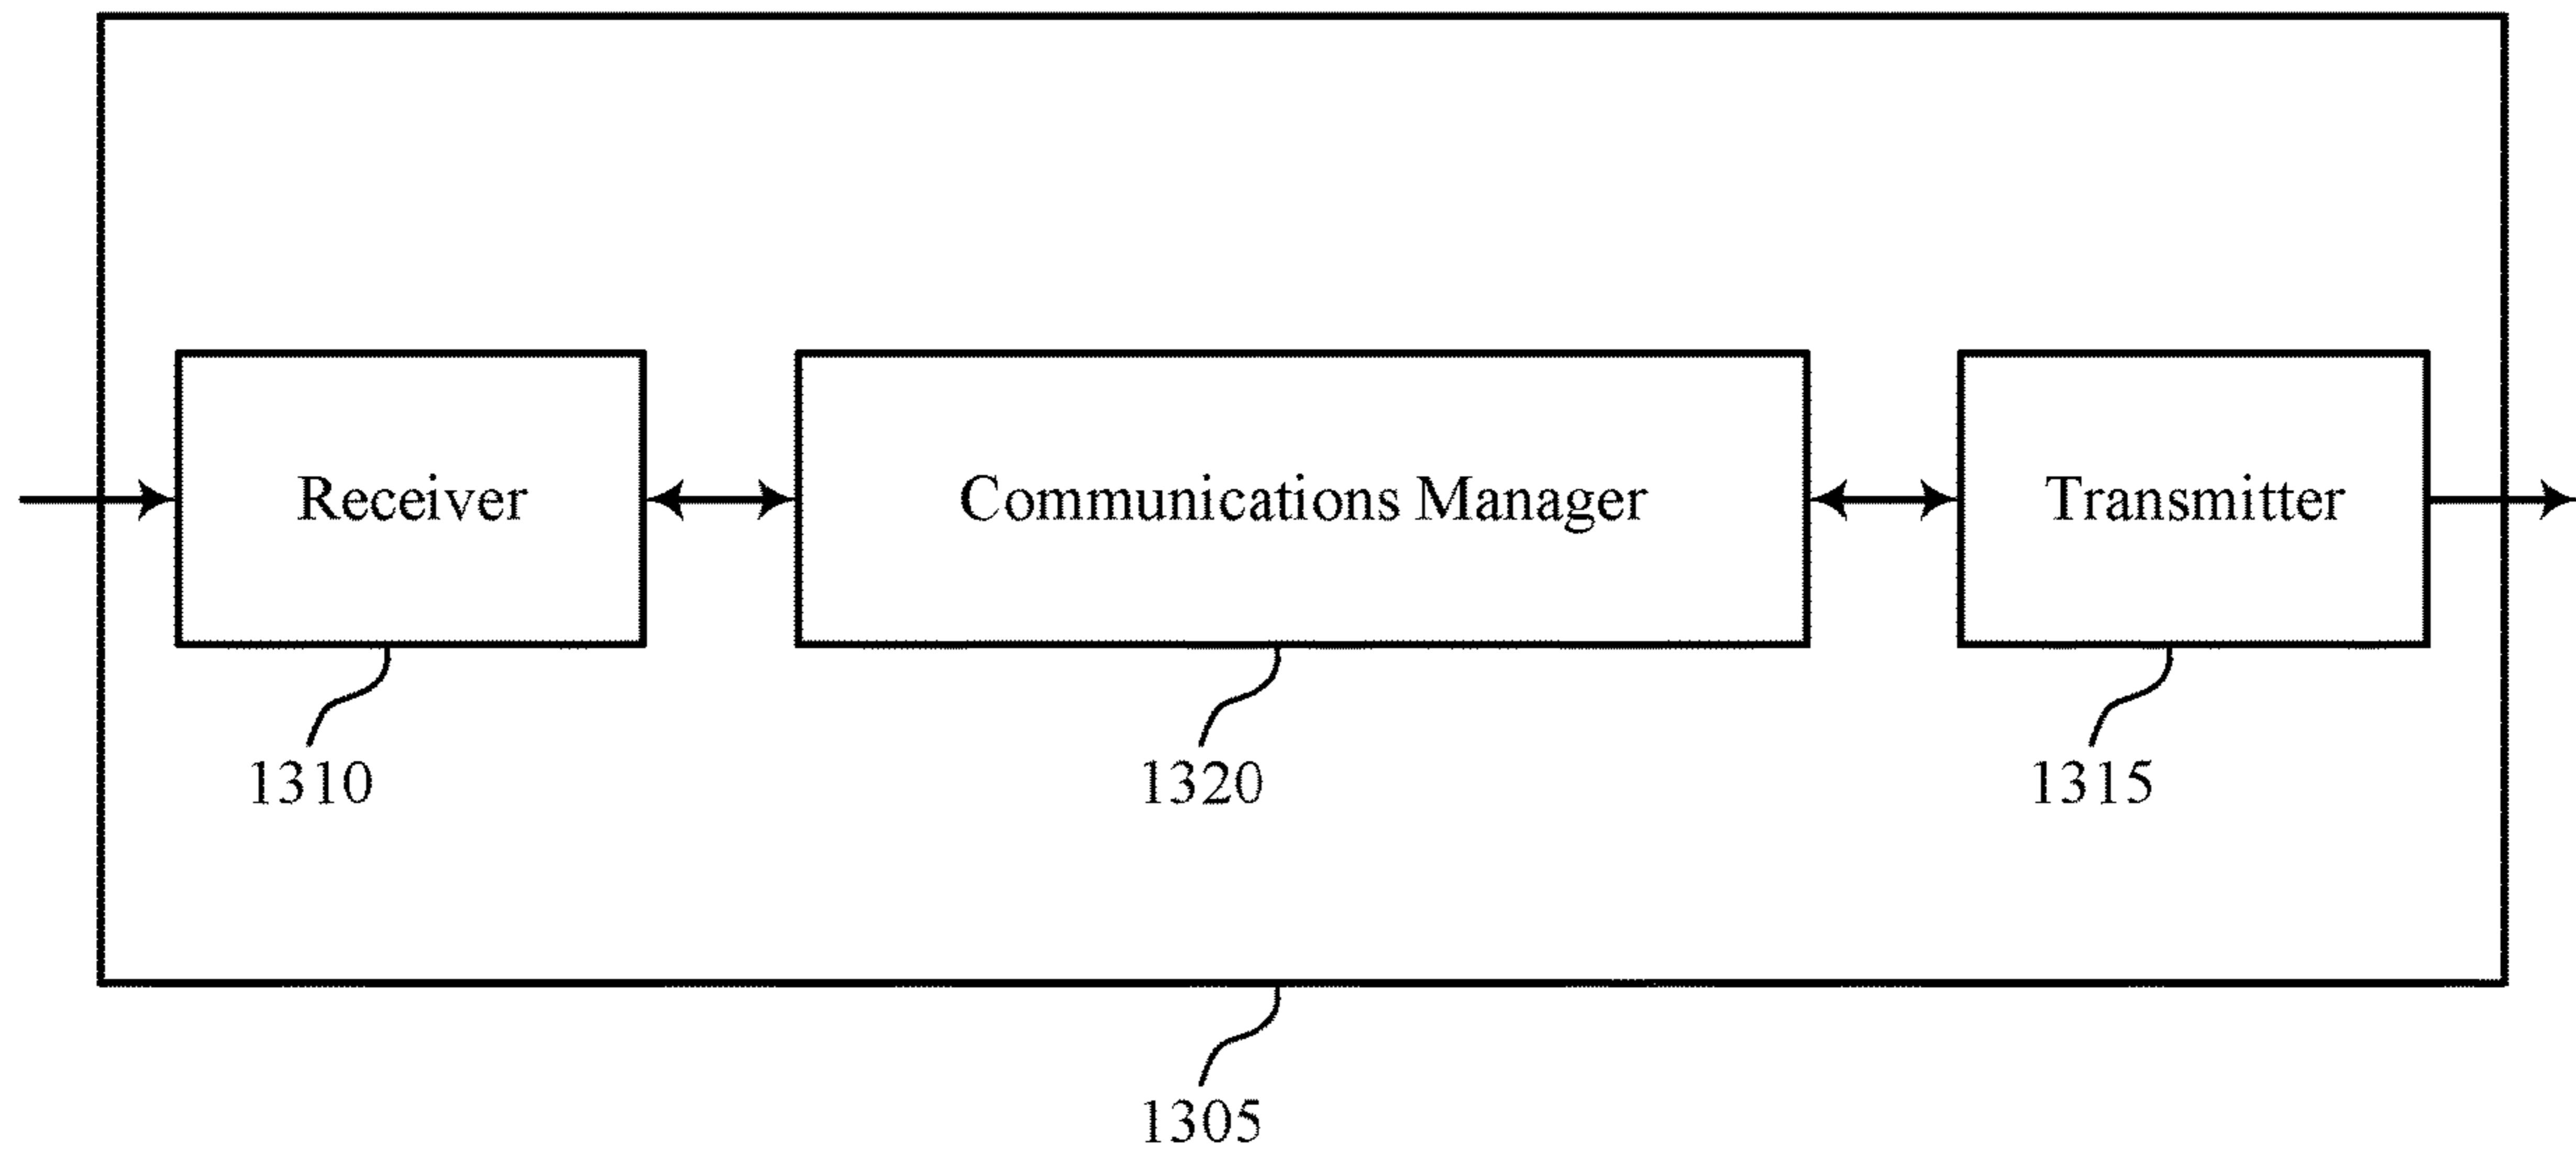 Receiver
Communications Manager
Transmitter
1310
1320
1315
1305